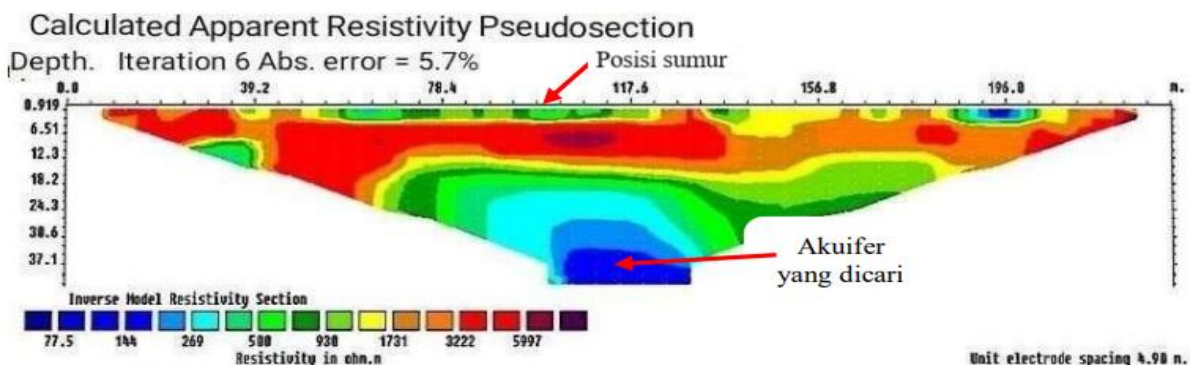 Calculated Apparent Resistivity Pseudosection
Depth. Iteration 6 Abs. error = 5.7%
Posisi sumur
0.0 39.2 78.4 117.6 156.8 196.0 m.
0.919
6.51
12.3
18.2
24.3
30.6
37.1
Akuifer
yang dicari
Inverse Model Resistivity Section
77.5 144 269 500 930 1731 3222 5997
Resistivity in ohm.m
Unit electrode spacing 4.90 m.